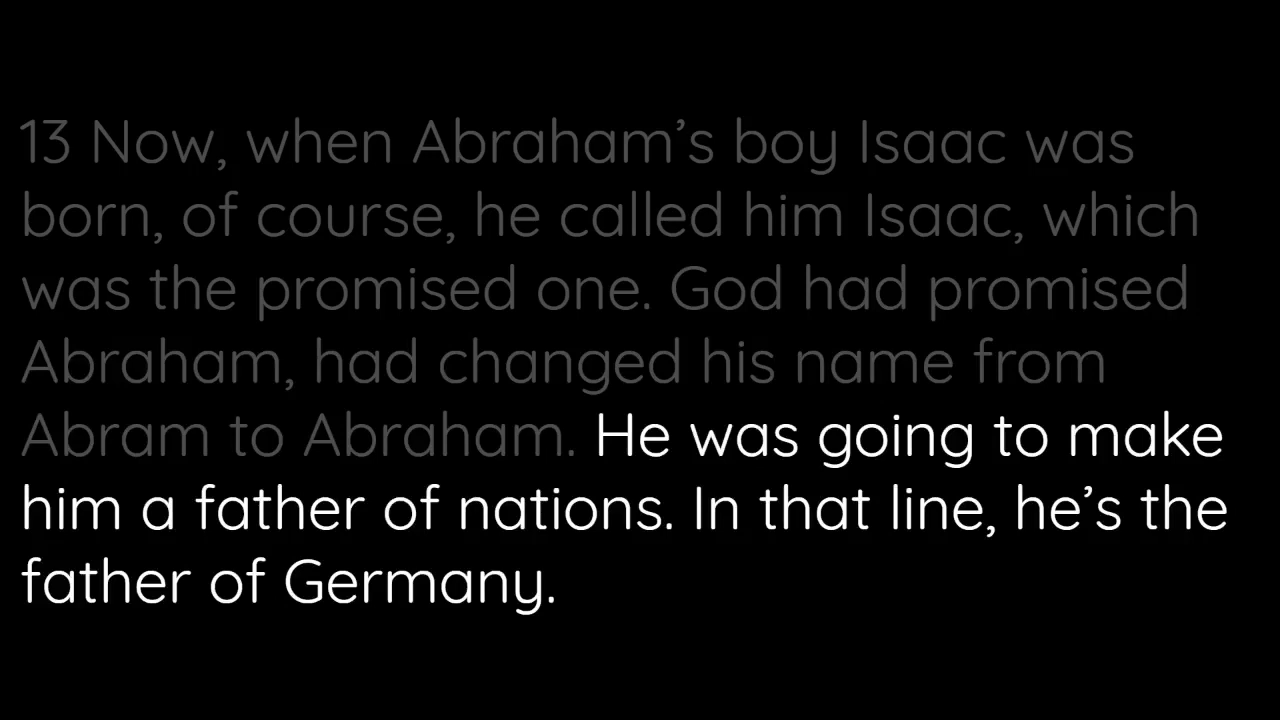 13 Now, when Abraham’s boy Isaac was
born, of course, he called him Isaac, which
was the promised one. God had promised
Abraham, had changed his name from
Abram to Abraham. He was going to make
him a father of nations. In that line, he’s the
father of Germany.